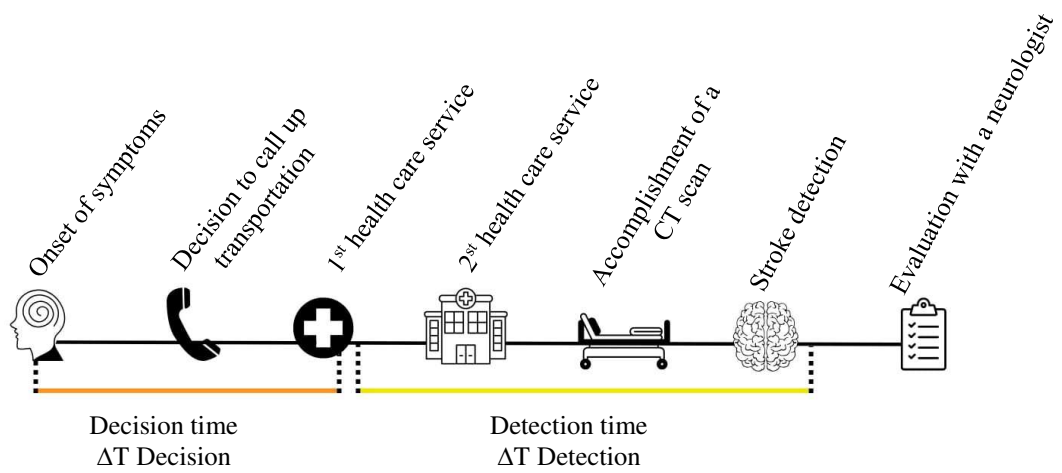 Onset of symptoms
Decision to call up
transportation
1st health care service
2st health care service
Accomplishment of a
CT scan
Stroke detection
Evaluation with a neurologist
Decision time
ΔT Decision
Detection time
ΔT Detection